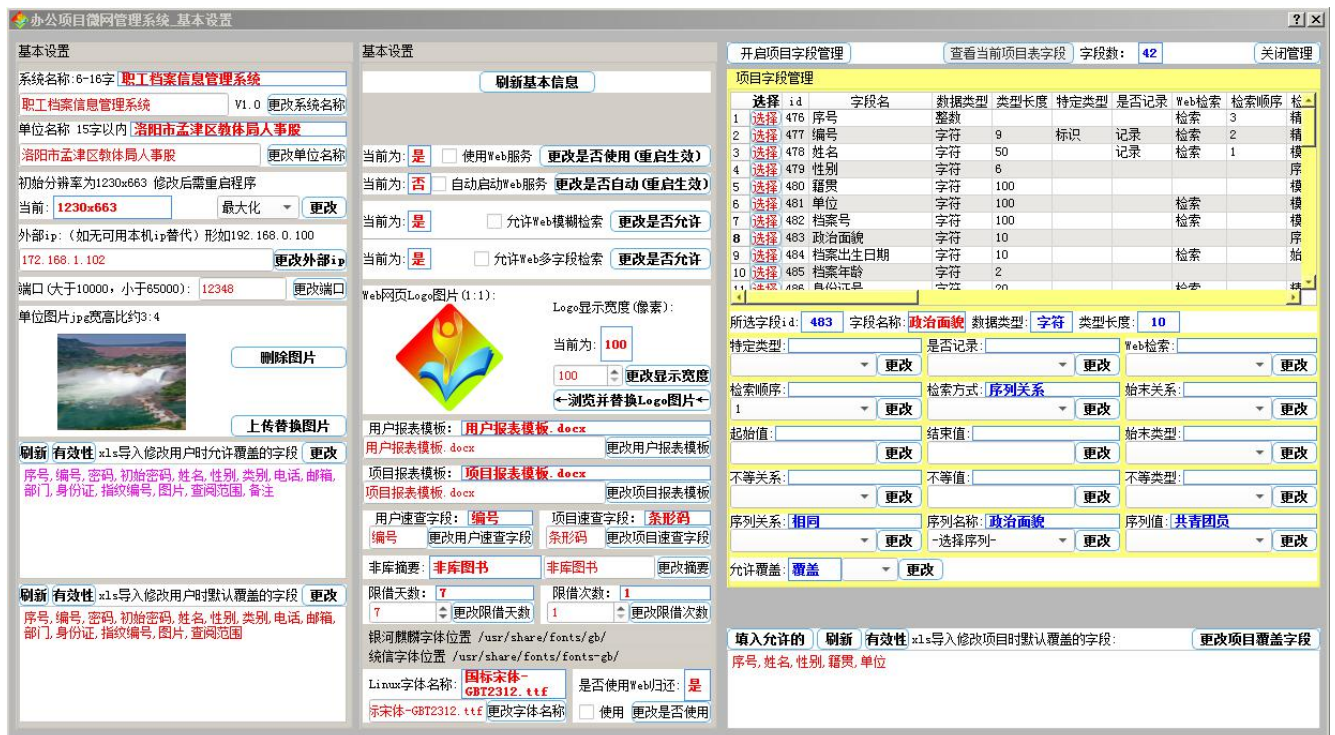 办公项目微网管理系统_基本设置
基本设置
系统名称:6-16字 职工档案信息管理系统
职工档案信息管理系统 V1.0 更改系统名称
单位名称 15字以内 洛阳市孟津区教体局人事股
洛阳市孟津区教体局人事股 更改单位名称
初始分辨率为1230x663 修改后需重启程序
当前: 1230x663 最大化 更改
外部ip:(如无可用本机ip替代)形如192.168.0.100
172.168.1.102 更改外部ip
端口(大于10000,小于65000): 12348 更改端口
单位图片jpg宽高比约3:4
删除图片
上传替换图片
刷新 有效性 xls导入修改用户时允许覆盖的字段 更改
序号,编号,密码,初始密码,姓名,性别,类别,电话,邮箱,
部门,身份证,指纹编号,图片,查阅范围,备注
刷新 有效性 xls导入修改用户时默认覆盖的字段 更改
序号,编号,密码,初始密码,姓名,性别,类别,电话,邮箱,
部门,身份证,指纹编号,图片,查阅范围
基本设置
刷新基本信息
当前为: 是 使用Web服务 更改是否使用(重启生效)
当前为: 否 自动启动Web服务 更改是否自动(重启生效)
当前为: 是 允许Web模糊检索 更改是否允许
当前为: 是 允许Web多字段检索 更改是否允许
Web网页Logo图片(1:1):
Logo显示宽度(像素):
当前为: 100
100 更改显示宽度
←浏览并替换Logo图片←
用户报表模板: 用户报表模板.docx
用户报表模板.docx 更改用户报表模板
项目报表模板: 项目报表模板.docx
项目报表模板.docx 更改项目报表模板
用户速查字段: 编号 项目速查字段: 条形码
编号 更改用户速查字段 条形码 更改项目速查字段
非库摘要: 非库图书 非库图书 更改摘要
限借天数: 7 限借次数: 1
7 更改限借天数 1 更改限借次数
银河麒麟字体位置 /usr/share/fonts/gb/
统信字体位置 /usr/share/fonts/fonts-gb/
Linux字体名称: 国标宋体-GBT2312.ttf 是否使用Web归还: 是
示宋体-GBT2312.ttf 更改字体名称 使用 更改是否使用
开启项目字段管理 查看当前项目表字段 字段数: 42 关闭管理
项目字段管理
选择 id 字段名 数据类型 类型长度 特定类型 是否记录 Web检索 检索顺序 检
1 选择 476 序号 整数 检索 3 精
2 选择 477 编号 字符 9 标识 记录 检索 2 精
3 选择 478 姓名 字符 50 记录 检索 1 模
4 选择 479 性别 字符 6 序
5 选择 480 籍贯 字符 100 模
6 选择 481 单位 字符 100 检索 模
7 选择 482 档案号 字符 100 检索 模
8 选择 483 政治面貌 字符 10 序
9 选择 484 档案出生日期 字符 10 检索 始
10 选择 485 档案年龄 字符 2
11 选择 486 身份证号 字符 20 检索 精
所选字段id: 483 字段名称: 政治面貌 数据类型: 字符 类型长度: 10
特定类型: 是否记录: Web检索:
更改 更改 更改
检索顺序: 检索方式: 序列关系 始末关系:
1 更改 更改 更改
起始值: 结束值: 始末类型:
更改 更改 更改
不等关系: 不等值: 不等类型:
更改 更改 更改
序列关系: 相同 序列名称: 政治面貌 序列值: 共青团员
更改 -选择序列- 更改 更改
允许覆盖: 覆盖 更改
填入允许的 刷新 有效性 xls导入修改项目时默认覆盖的字段: 更改项目覆盖字段
序号,姓名,性别,籍贯,单位